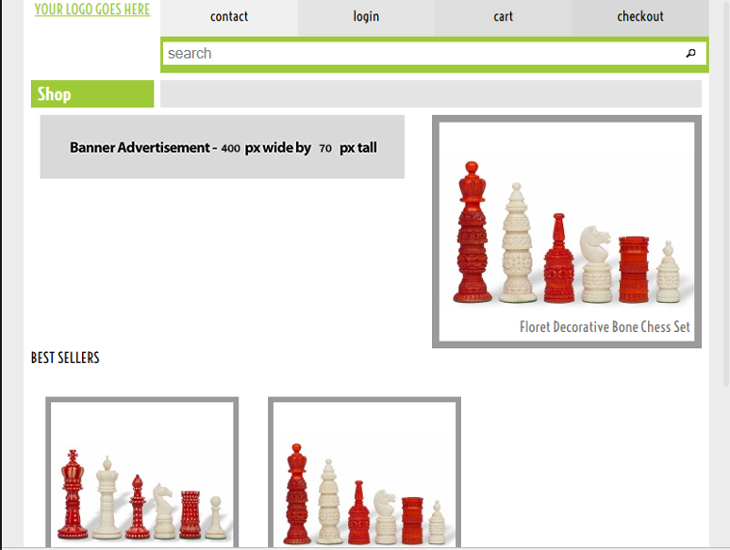 YOUR LOGO GOES HERE
contact
login
cart
checkout
search
Shop
Banner Advertisement - 400 px wide by 70 px tall
Floret Decorative Bone Chess Set
BEST SELLERS